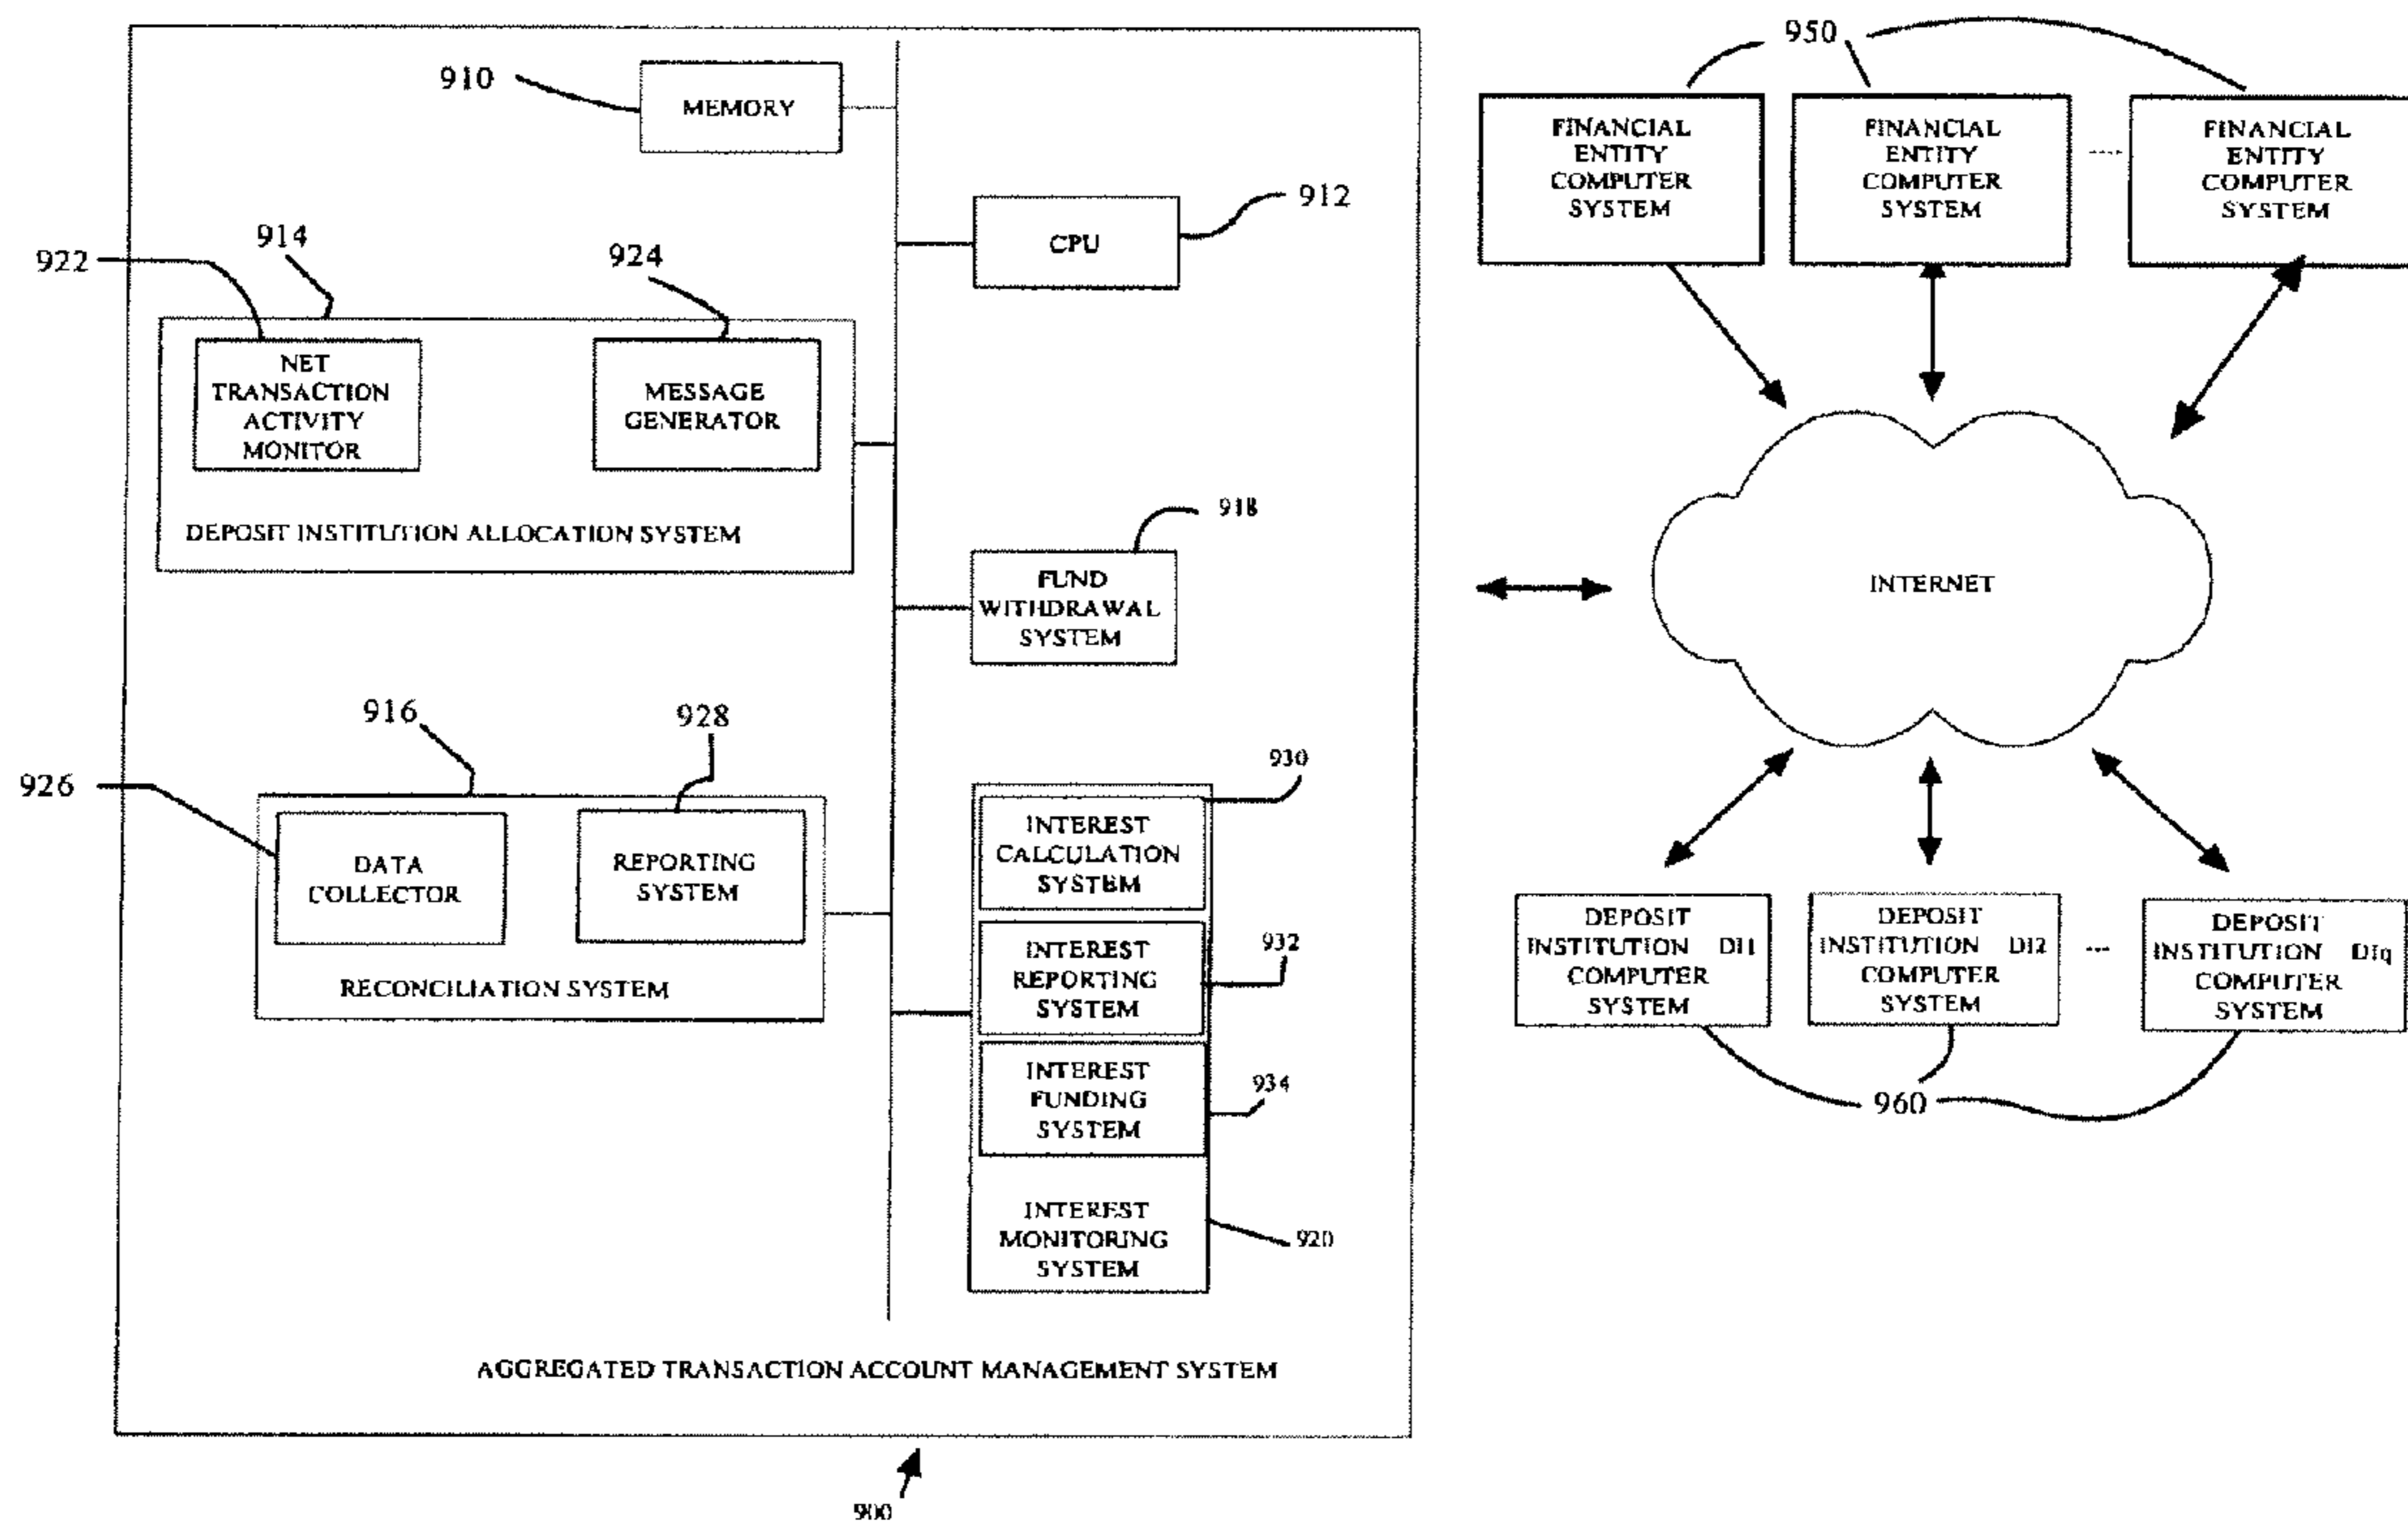 910
MEMORY
912
CPU
922
914
924
NET
TRANSACTION
ACTIVITY
MONITOR
MESSAGE
GENERATOR
DEPOSIT INSTITUTION ALLOCATION SYSTEM
918
FUND
WITHDRAWAL
SYSTEM
916
928
926
DATA
COLLECTOR
REPORTING
SYSTEM
RECONCILIATION SYSTEM
930
INTEREST
CALCULATION
SYSTEM
932
INTEREST
REPORTING
SYSTEM
934
INTEREST
FUNDING
SYSTEM
INTEREST
MONITORING
SYSTEM
920
AGGREGATED TRANSACTION ACCOUNT MANAGEMENT SYSTEM
900
950
FINANCIAL
ENTITY
COMPUTER
SYSTEM
FINANCIAL
ENTITY
COMPUTER
SYSTEM
...
FINANCIAL
ENTITY
COMPUTER
SYSTEM
INTERNET
DEPOSIT
INSTITUTION DI1
COMPUTER
SYSTEM
DEPOSIT
INSTITUTION DI2
COMPUTER
SYSTEM
...
DEPOSIT
INSTITUTION DIq
COMPUTER
SYSTEM
960